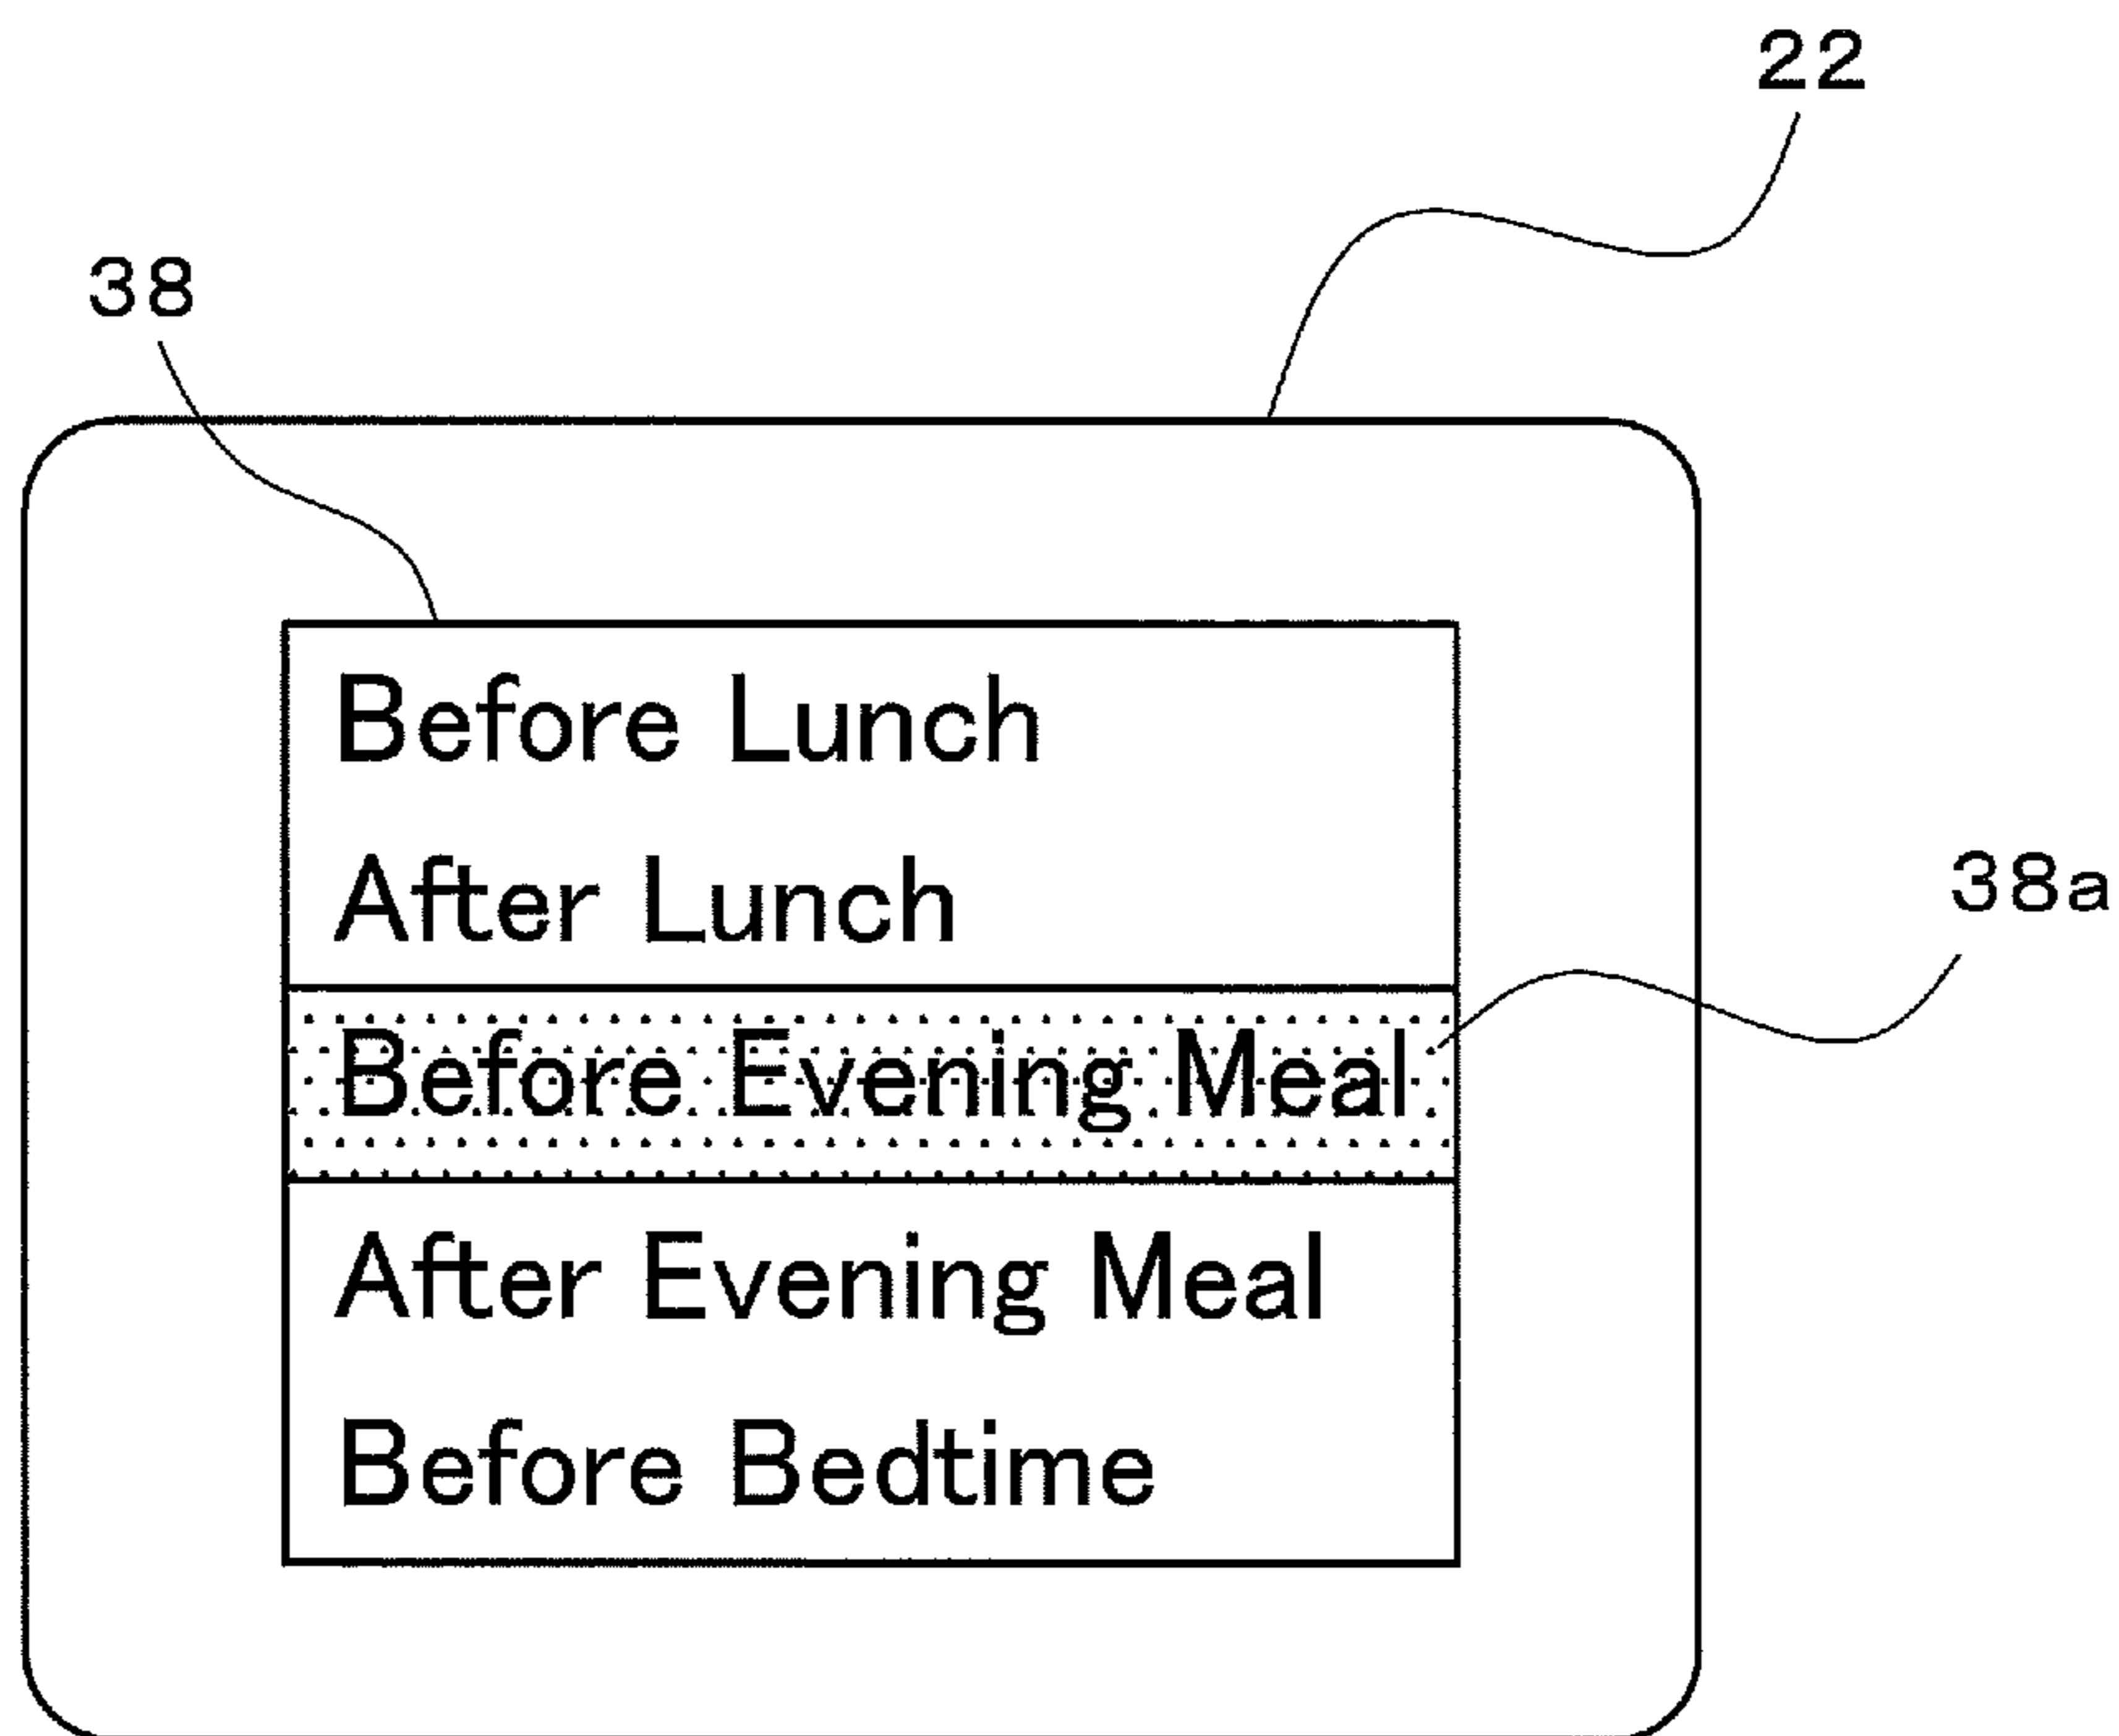 22
38
Before Lunch
After Lunch
38a
Before Evening Meal
After Evening Meal
Before Bedtime